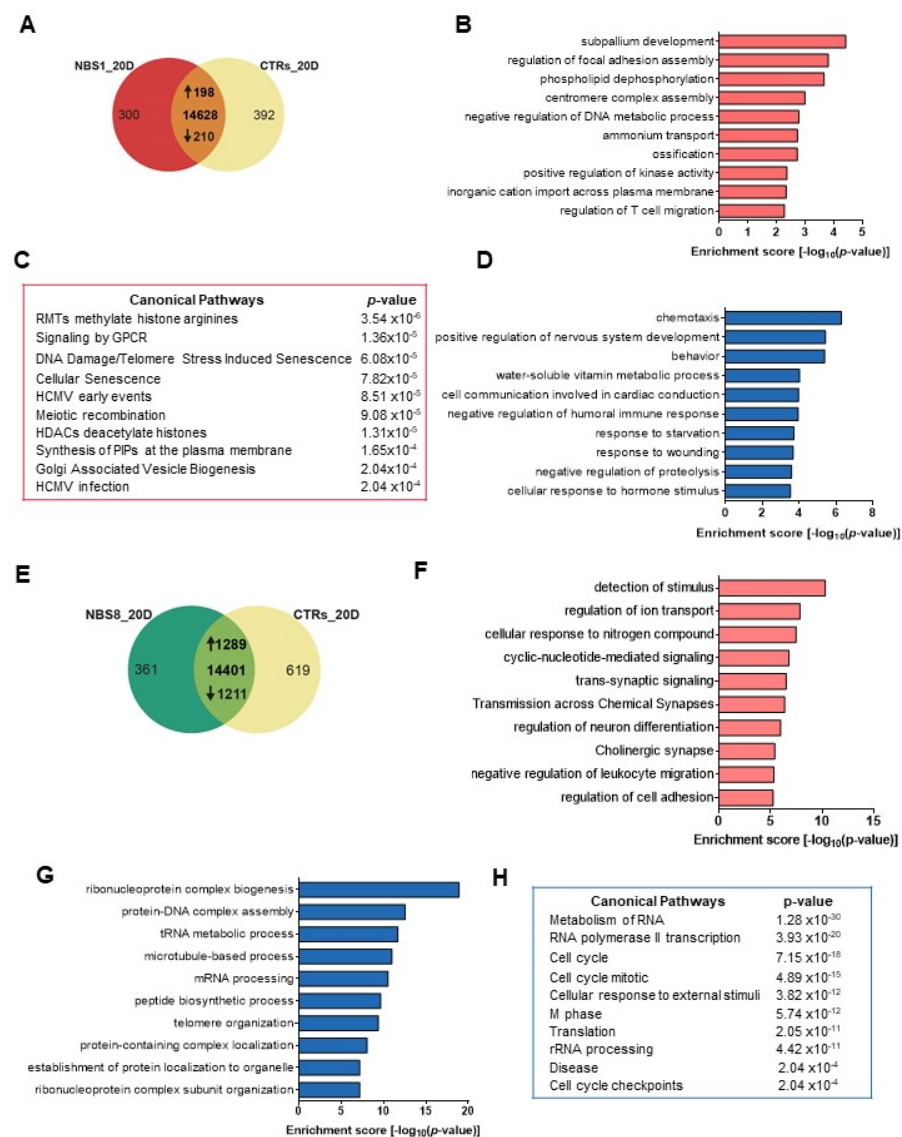 A
NBS1_20D
CTRs_20D
300
↑198
14628
↓210
392
B
subpallium development
regulation of focal adhesion assembly
phospholipid dephosphorylation
centromere complex assembly
negative regulation of DNA metabolic process
ammonium transport
ossification
positive regulation of kinase activity
inorganic cation import across plasma membrane
regulation of T cell migration
0 1 2 3 4 5
Enrichment score [-log10(p-value)]
C
Canonical Pathways p-value
RMTs methylate histone arginines 3.54 x10-6
Signaling by GPCR 1.36x10-5
DNA Damage/Telomere Stress Induced Senescence 6.08x10-5
Cellular Senescence 7.82x10-5
HCMV early events 8.51 x10-5
Meiotic recombination 9.08 x10-5
HDACs deacetylate histones 1.31x10-5
Synthesis of PIPs at the plasma membrane 1.65x10-4
Golgi Associated Vesicle Biogenesis 2.04x10-4
HCMV infection 2.04 x10-4
D
chemotaxis
positive regulation of nervous system development
behavior
water-soluble vitamin metabolic process
cell communication involved in cardiac conduction
negative regulation of humoral immune response
response to starvation
response to wounding
negative regulation of proteolysis
cellular response to hormone stimulus
0 2 4 6 8
Enrichment score [-log10(p-value)]
E
NBS8_20D
CTRs_20D
361
↑1289
14401
↓1211
619
F
detection of stimulus
regulation of ion transport
cellular response to nitrogen compound
cyclic-nucleotide-mediated signaling
trans-synaptic signaling
Transmission across Chemical Synapses
regulation of neuron differentiation
Cholinergic synapse
negative regulation of leukocyte migration
regulation of cell adhesion
0 5 10 15
Enrichment score [-log10(p-value)]
G
ribonucleoprotein complex biogenesis
protein-DNA complex assembly
tRNA metabolic process
microtubule-based process
mRNA processing
peptide biosynthetic process
telomere organization
protein-containing complex localization
establishment of protein localization to organelle
ribonucleoprotein complex subunit organization
0 5 10 15 20
Enrichment score [-log10(p-value)]
H
Canonical Pathways p-value
Metabolism of RNA 1.28 x10-30
RNA polymerase II transcription 3.93 x10-20
Cell cycle 7.15 x10-18
Cell cycle mitotic 4.89 x10-15
Cellular response to external stimuli 3.82 x10-12
M phase 5.74 x10-12
Translation 2.05 x10-11
rRNA processing 4.42 x10-11
Disease 2.04 x10-4
Cell cycle checkpoints 2.04 x10-4